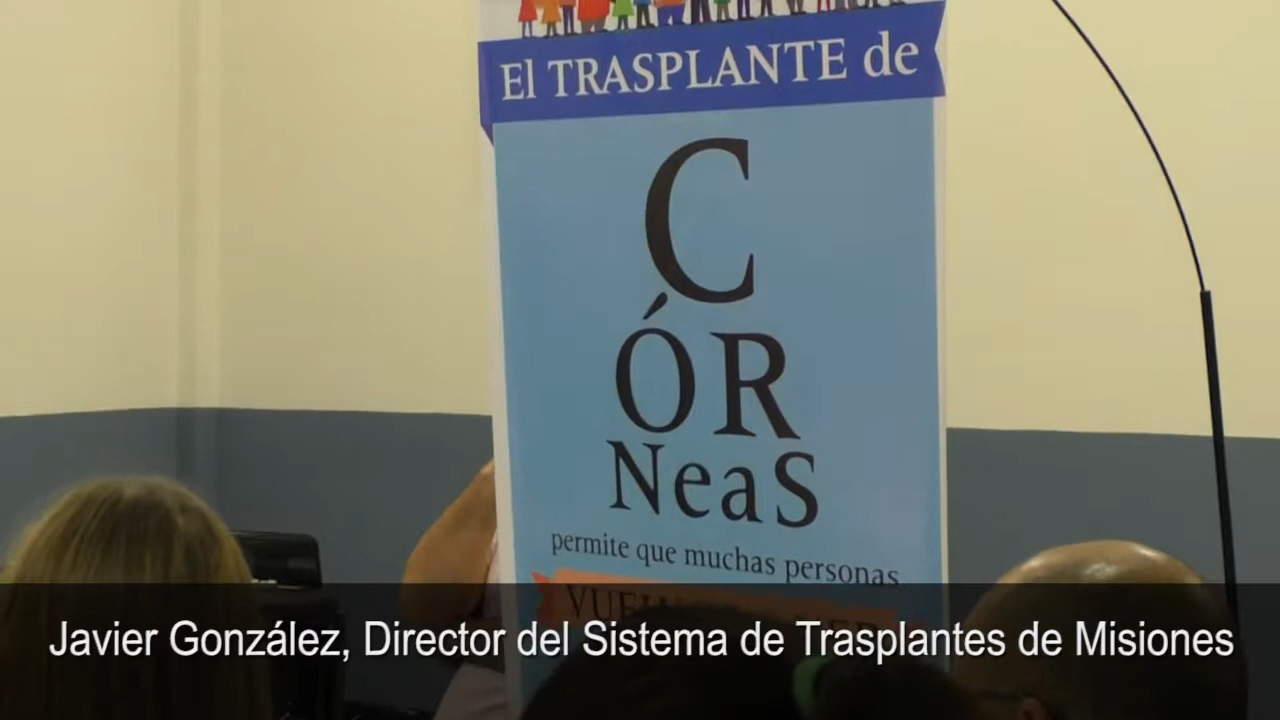 El TRASPLANTE de
C
ÓR
NeaS
permite que muchas personas
Javier González, Director del Sistema de Trasplantes de Misiones